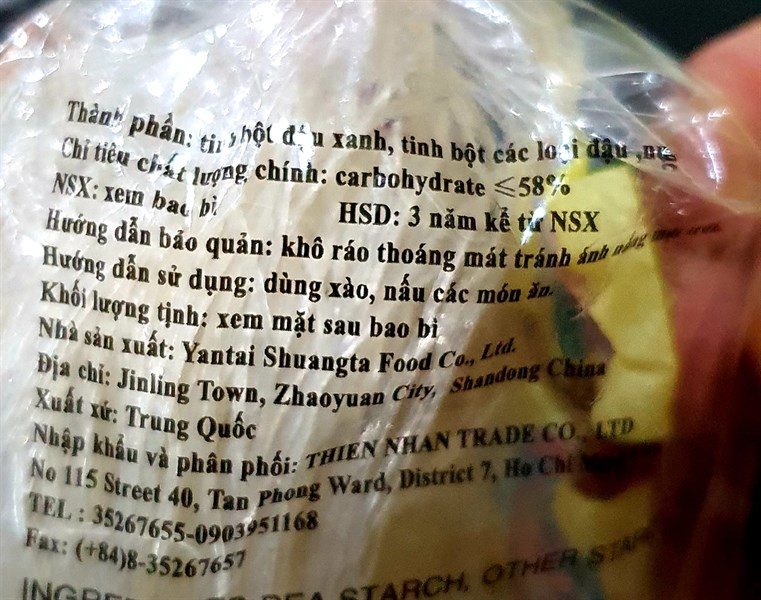 Thành phần: tinh bột đậu xanh, tinh bột các loại đậu
Chỉ tiêu chất lượng chính: carbohydrate ⩽58%
NSX: xem bao bì HSD: 3 năm kể từ NSX
Hướng dẫn bảo quản: khô ráo thoáng mát tránh ánh nắng
Hướng dẫn sử dụng: dùng xào, nấu các món ăn.
Khối lượng tịnh: xem mặt sau bao bì
Nhà sản xuất: Yantai Shuangta Food Co., Ltd.
Địa chỉ: Jinling Town, Zhaoyuan City, Shandong China
Xuất xứ: Trung Quốc
Nhập khẩu và phân phối: THIEN NHAN TRADE CO., LTD
No 115 Street 40, Tan Phong Ward, District 7, Ho Chi
TEL : 35267655-0903951168
Fax: (+84)8-35267657
PEA STARCH, OTHER